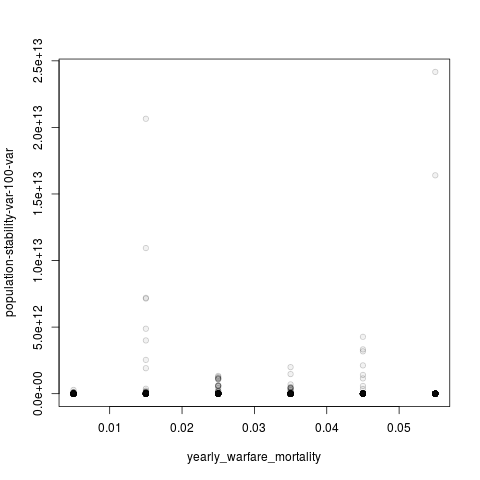 population-stability-var-100-var
2.5e+13
2.0e+13
1.5e+13
1.0e+13
5.0e+12
0.0e+00
0.01 0.02 0.03 0.04 0.05
yearly_warfare_mortality